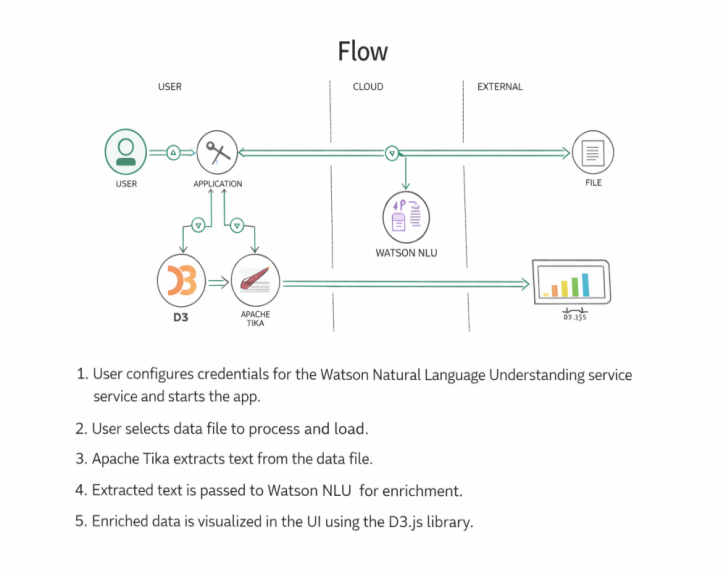 Flow
USER
CLOUD
EXTERNAL
USER
APPLICATION
FILE
WATSON NLU
D3
APACHE
TIKA
1. User configures credentials for the Watson Natural Language Understanding service
service and starts the app.
2. User selects data file to process and load.
3. Apache Tika extracts text from the data file.
4. Extracted text is passed to Watson NLU for enrichment.
5. Enriched data is visualized in the UI using the D3.js library.